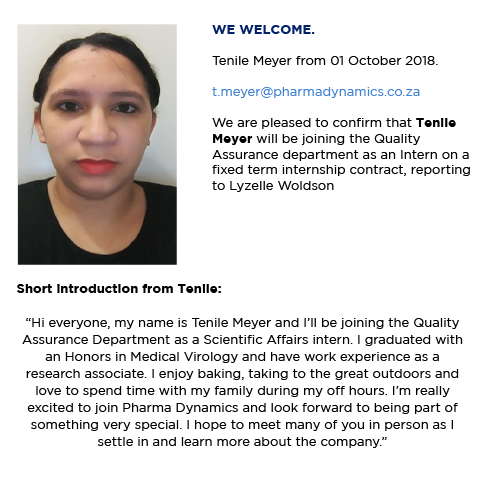 WE WELCOME.
Tenile Meyer from 01 October 2018.
t.meyer@pharmadynamics.co.za
We are pleased to confirm that Tenile
Meyer will be joining the Quality
Assurance department as an Intern on a
fixed term internship contract, reporting
to Lyzelle Woldson
Short Introduction from Tenile:
“Hi everyone, my name is Tenile Meyer and I’ll be joining the Quality
Assurance Department as a Scientific Affairs intern. I graduated with
an Honors in Medical Virology and have work experience as a
research associate. I enjoy baking, taking to the great outdoors and
love to spend time with my family during my off hours. I’m really
excited to join Pharma Dynamics and look forward to being part of
something very special. I hope to meet many of you in person as I
settle in and learn more about the company.”